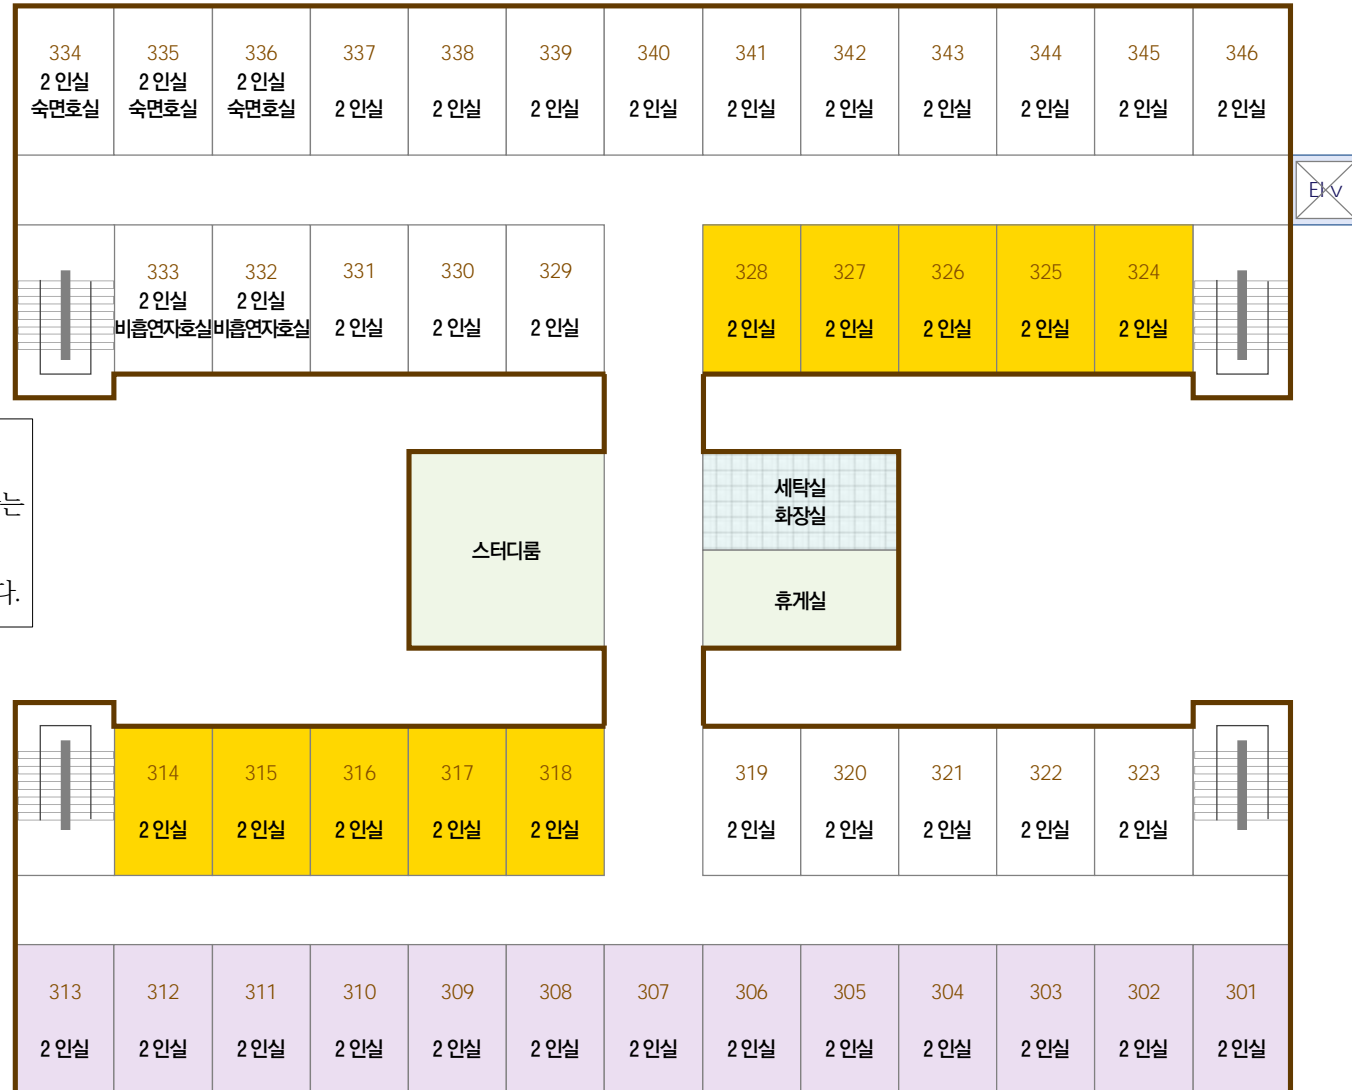 334 335 336 337 338 339 340 341 342 343 344 345 346
2인실 2인실 2인실
숙면호실 숙면호실 숙면호실 2인실 2인실 2인실 2인실 2인실 2인실 2인실 2인실 2인실 2인실
El v
333 332 331 330 329 328 327 326 325 324
2인실 2인실
비흡연자호실 비흡연자호실 2인실 2인실 2인실 2인실 2인실 2인실 2인실 2인실
는
다.
스터디룸
세탁실
화장실
휴게실
314 315 316 317 318 319 320 321 322 323
2인실 2인실 2인실 2인실 2인실 2인실 2인실 2인실 2인실 2인실
313 312 311 310 309 308 307 306 305 304 303 302 301
2인실 2인실 2인실 2인실 2인실 2인실 2인실 2인실 2인실 2인실 2인실 2인실 2인실